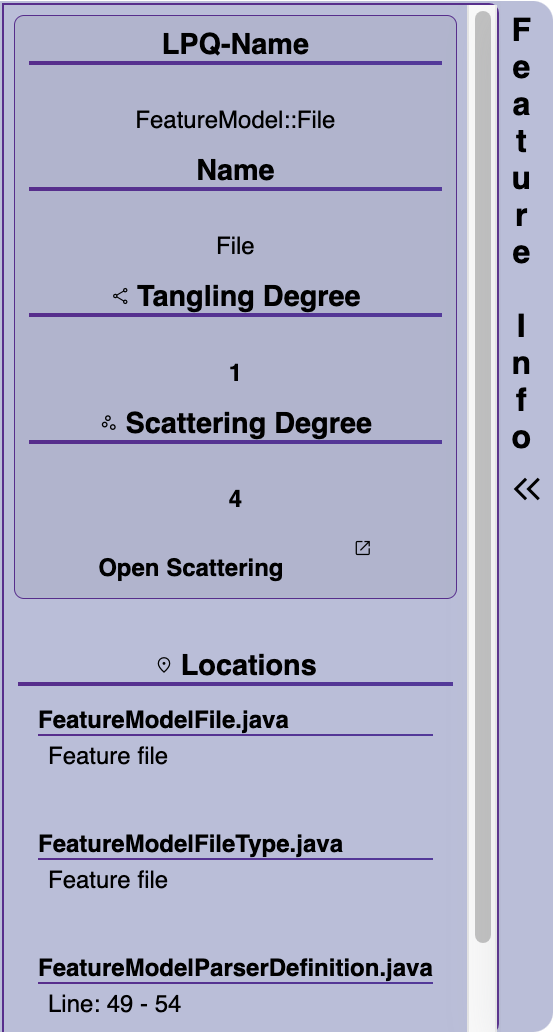 LPQ-Name
FeatureModel::File
Name
File
Tangling Degree
1
Scattering Degree
4
Open Scattering
Locations
FeatureModelFile.java
Feature file
FeatureModelFileType.java
Feature file
FeatureModelParserDefinition.java
Line: 49 - 54
Feature Info